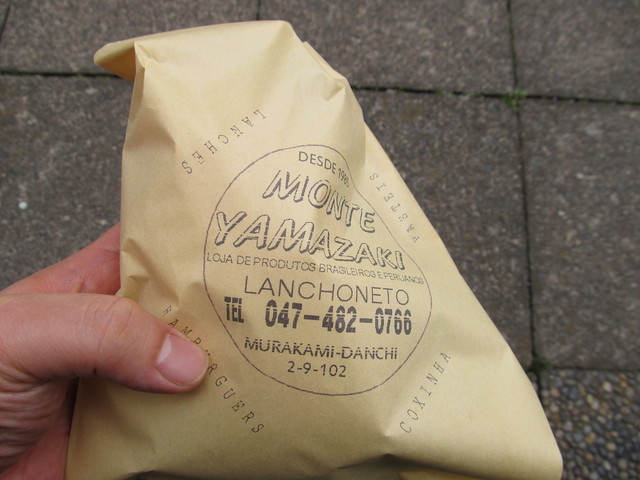 LANCHES
DESDE 1990
MONTE
YAMAZAKI
LOJA DE PRODUTOS BRASILEIROS E PERUANOS
LANCHONETO
TEL 047-482-0766
MURAKAMI-DANCHI
2-9-102
PASTEIS
HAMBURGUERS
COXINHA